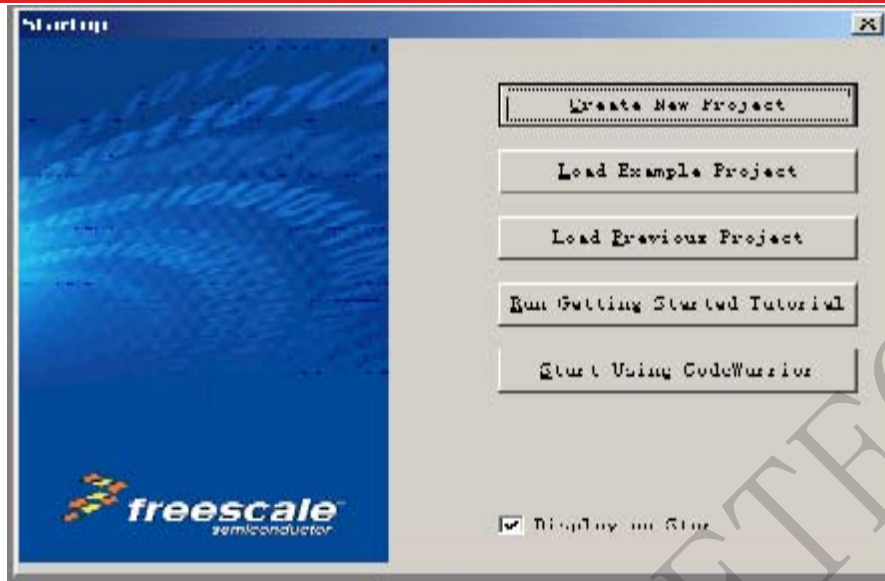 Startup
Create New Project
Load Example Project
Load Previous Project
Run Getting Started Tutorial
Start Using CodeWarrior
freescale
semiconductor
Display on